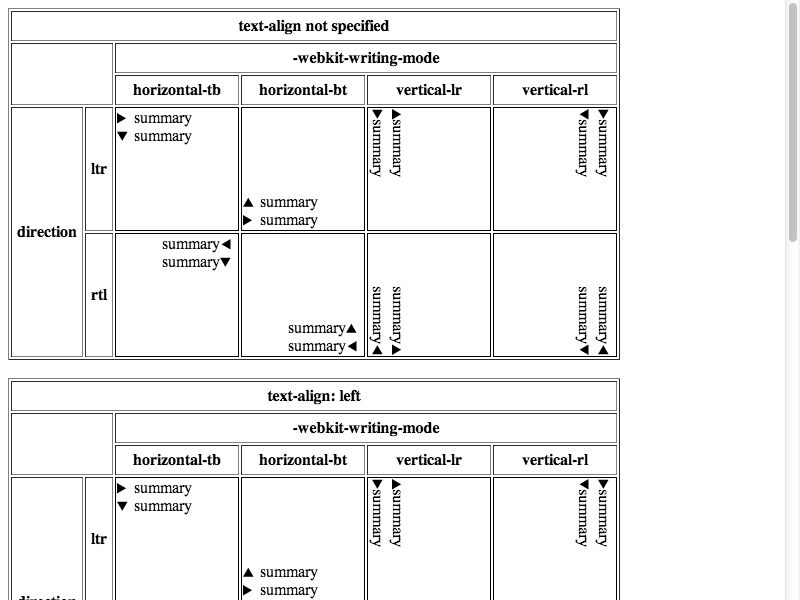 text-align not specified
-webkit-writing-mode
horizontal-tb horizontal-bt vertical-lr vertical-rl
direction
ltr
▶ summary
▼ summary
▲ summary
▶ summary
▼ summary
▶ summary
◀ summary
▼ summary
rtl
summary◀
summary▼
summary▲
summary◀
summary▲
summary▶
summary◀
summary▲
text-align: left
-webkit-writing-mode
horizontal-tb horizontal-bt vertical-lr vertical-rl
direction
ltr
▶ summary
▼ summary
▲ summary
▶ summary
▼ summary
▶ summary
◀ summary
▼ summary